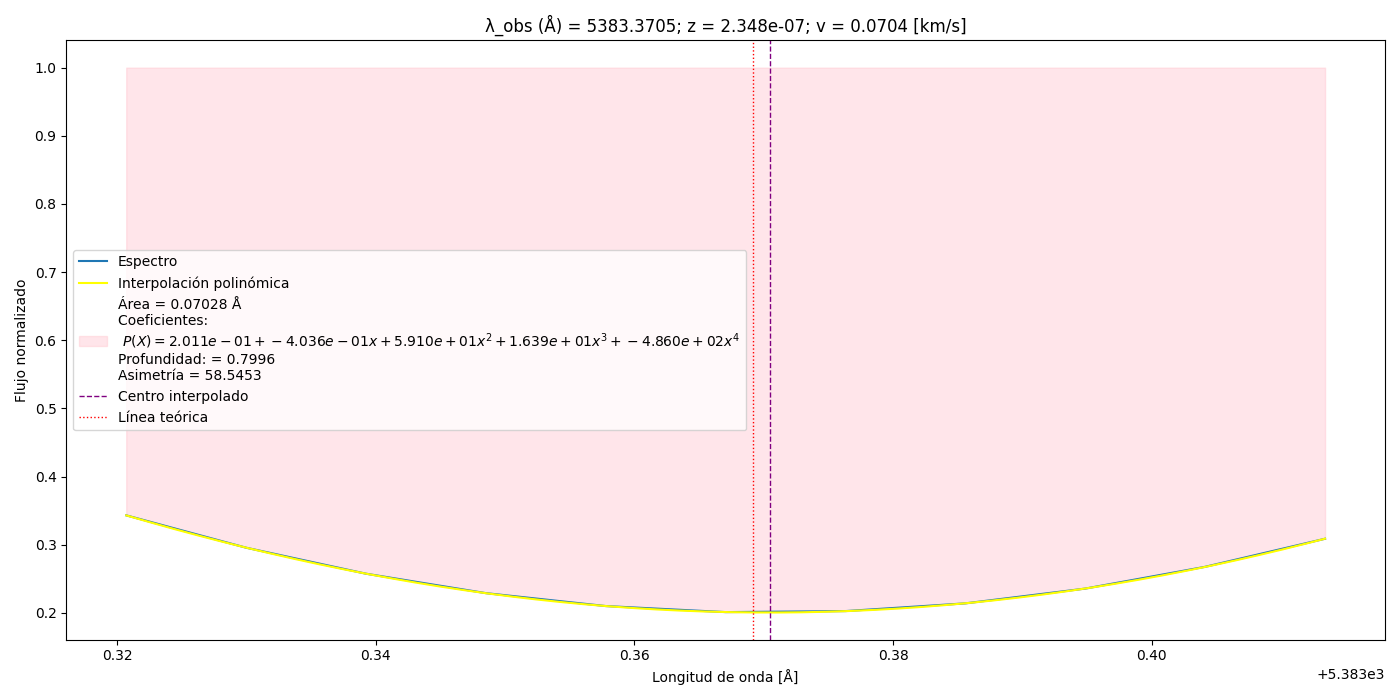 λ_obs (Å) = 5383.3705; z = 2.348e-07; v = 0.0704 [km/s]
Flujo normalizado
1.0
0.9
0.8
0.7
0.6
0.5
0.4
0.3
0.2
Espectro
Interpolación polinómica
Área = 0.07028 Å
Coeficientes:
P(X) = 2.011e − 01 + −4.036e − 01x + 5.910e + 01x² + 1.639e + 01x³ + −4.860e + 02x⁴
Profundidad: = 0.7996
Asimetría = 58.5453
Centro interpolado
Línea teórica
0.32 0.34 0.36 0.38 0.40
+5.383e3
Longitud de onda [Å]